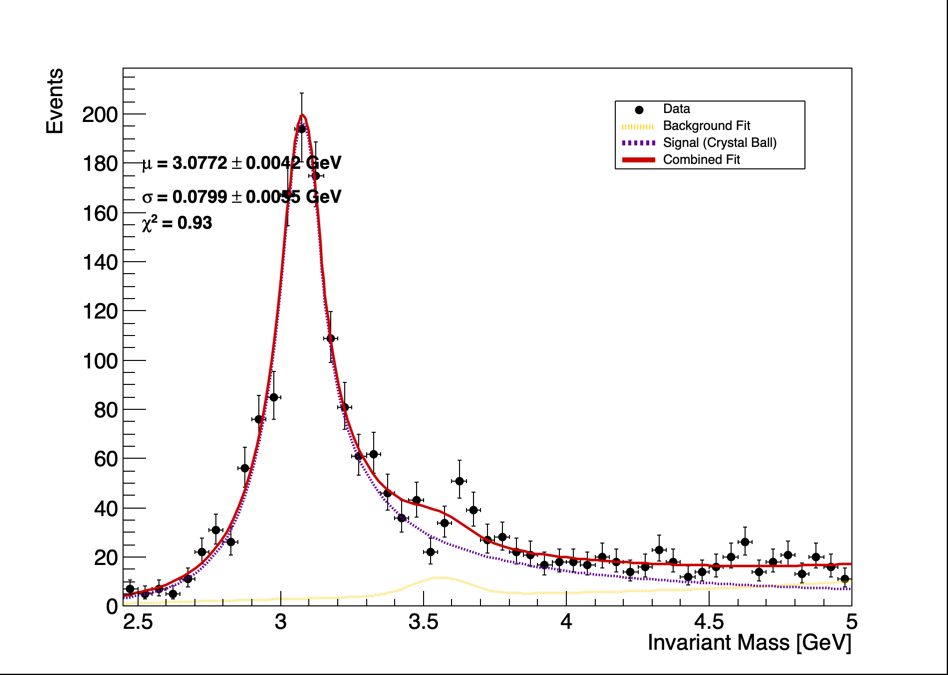 Events
200
180
160
140
120
100
80
60
40
20
0
μ = 3.0772 ± 0.0042 GeV
σ = 0.0799 ± 0.0055 GeV
χ² = 0.93
Data
Background Fit
Signal (Crystal Ball)
Combined Fit
2.5 3 3.5 4 4.5 5
Invariant Mass [GeV]